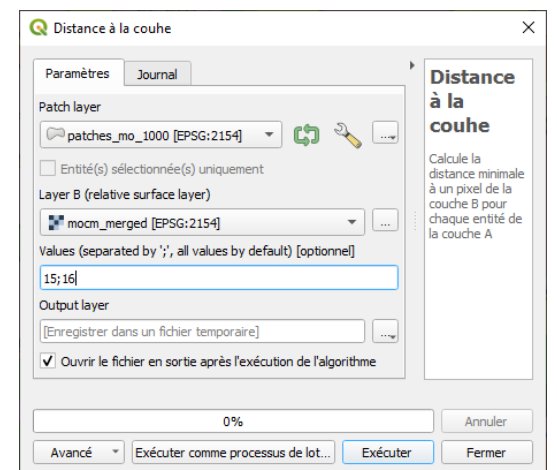 Distance à la couhe
Paramètres
Journal
Patch layer
patches_mo_1000 [EPSG:2154]
...
Entité(s) sélectionnée(s) uniquement
Layer B (relative surface layer)
mocm_merged [EPSG:2154]
...
Values (separated by ';', all values by default) [optionnel]
15;16
Output layer
[Enregistrer dans un fichier temporaire]
...
Ouvrir le fichier en sortie après l'exécution de l'algorithme
Distance
à la
couhe
Calcule la
distance minimale
à un pixel de la
couche B pour
chaque entité de
la couche A
0%
Annuler
Avancé
Exécuter comme processus de lot...
Exécuter
Fermer